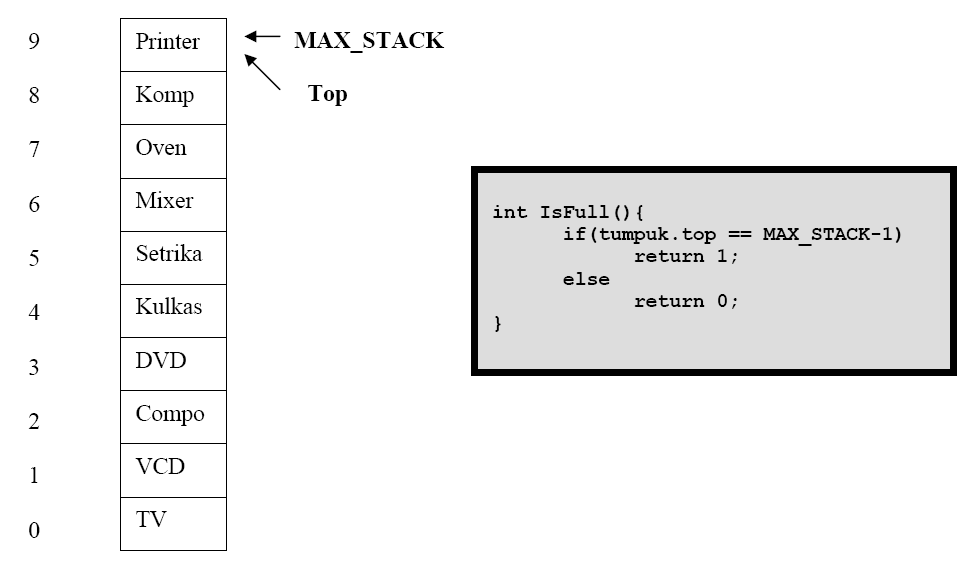 9 Printer MAX_STACK
8 Komp Top
7 Oven
6 Mixer
5 Setrika
4 Kulkas
3 DVD
2 Compo
1 VCD
0 TV
int IsFull(){
if(tumpuk.top == MAX_STACK-1)
return 1;
else
return 0;
}